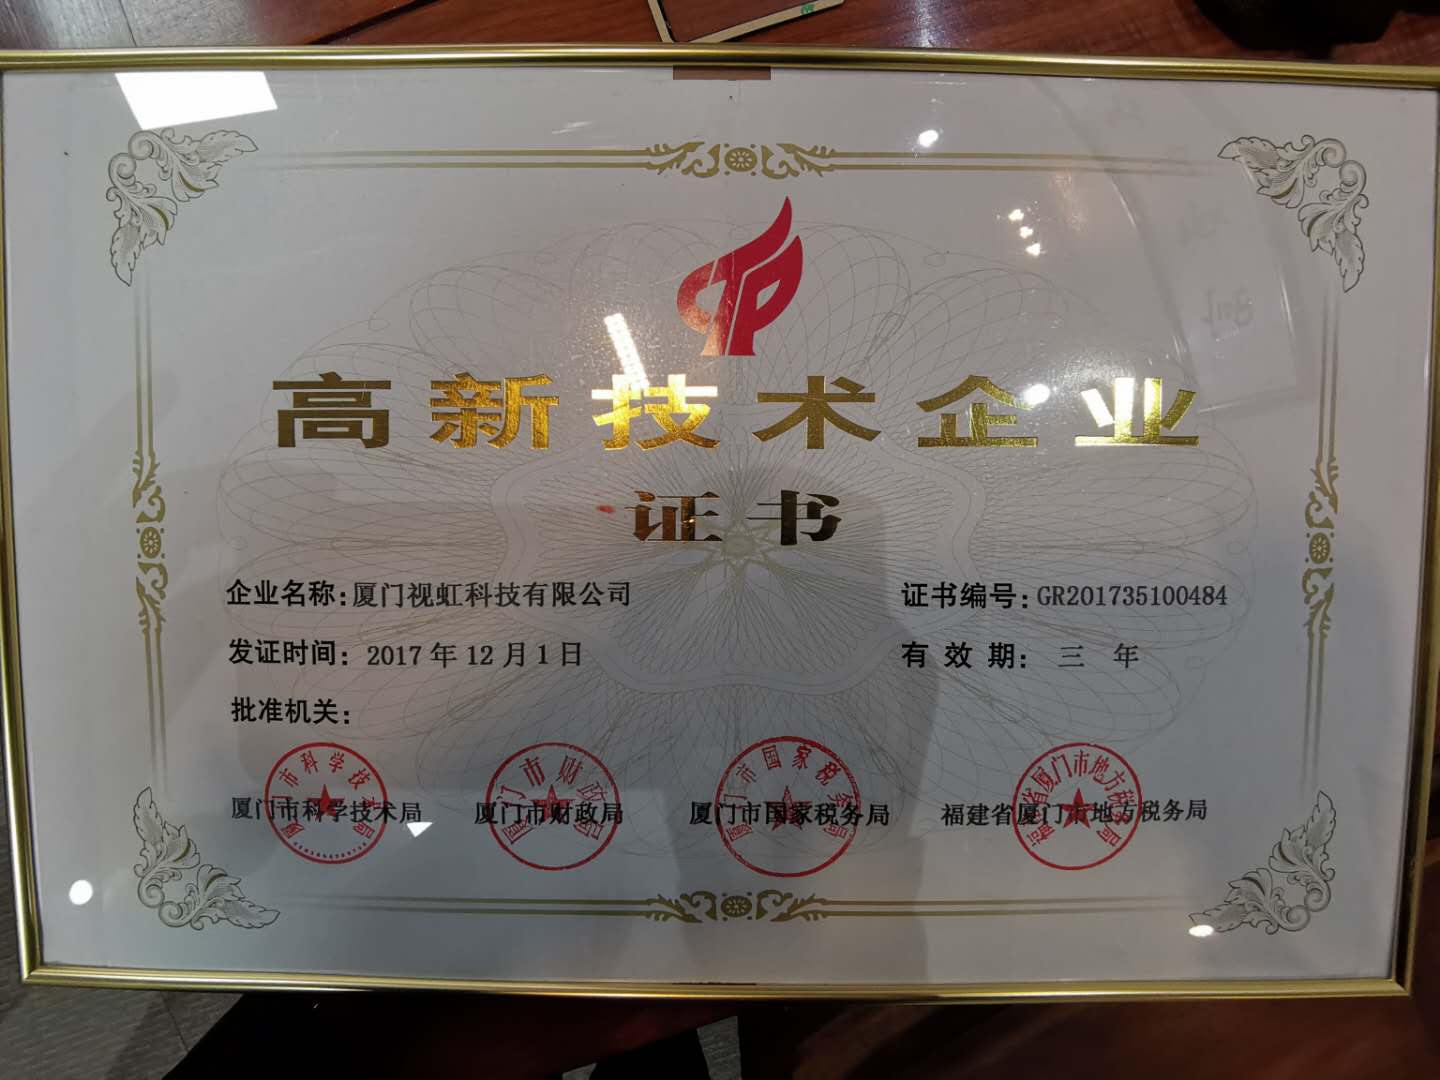 高新技术企业
证书
企业名称：厦门视虹科技有限公司
证书编号：GR201735100484
发证时间：2017年12月1日
有效期：三年
批准机关：
厦门市科学技术局
厦门市财政局
厦门市国家税务局
福建省厦门市地方税务局